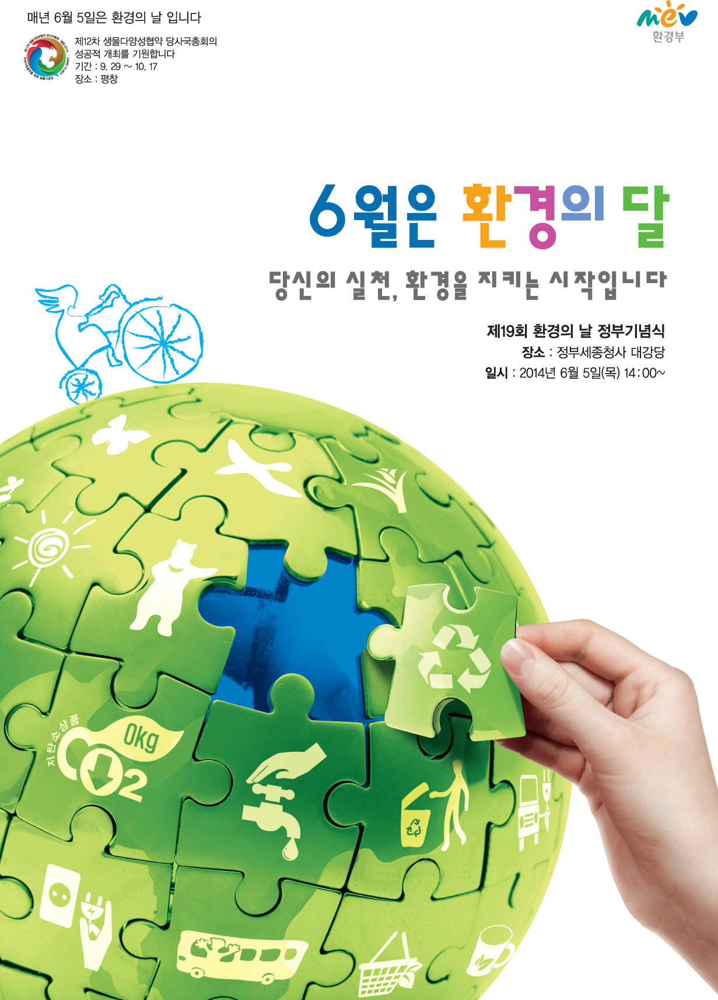 매년 6월 5일은 환경의 날 입니다
mev
환경부
제12차 생물다양성협약 당사국총회의
성공적 개최를 기원합니다
기간 : 9. 29 ~ 10. 17
장소 : 평창
6월은 환경의 달
당신의 실천, 환경을 지키는 시작입니다
제19회 환경의 날 정부기념식
장소 : 정부세종청사 대강당
일시 : 2014년 6월 5일(목) 14:00~
저탄소상품
0kg
CO2